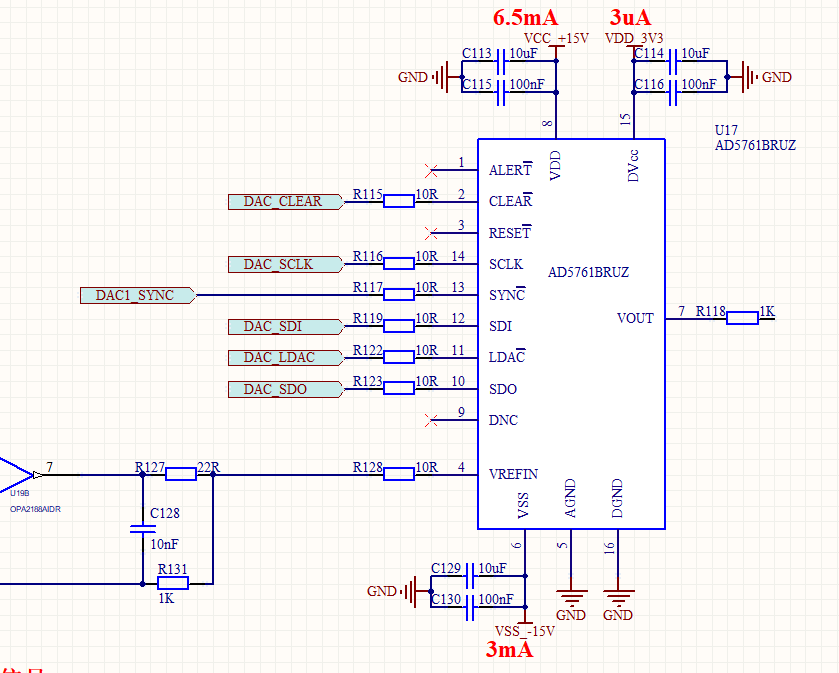 6.5mA 3uA
VCC_+15V VDD_3V3
C113 10uF C114 10uF
GND GND
C115 100nF C116 100nF
8 15
U17
AD5761BRUZ
VDD DVcc
1 ALERT
DAC_CLEAR R115 10R 2 CLEAR
3 RESET
DAC_SCLK R116 10R 14 SCLK
AD5761BRUZ
DAC1_SYNC R117 10R 13 SYNC
VOUT 7 R118 1K
DAC_SDI R119 10R 12 SDI
DAC_LDAC R122 10R 11 LDAC
DAC_SDO R123 10R 10 SDO
9 DNC
7 R127 22R R128 10R 4 VREFIN
U19B
OPA2188AIDR
VSS AGND DGND
C128
10nF
6 5 16
R131
1K
C129 10uF
GND
C130 100nF
GND GND
VSS_-15V
3mA